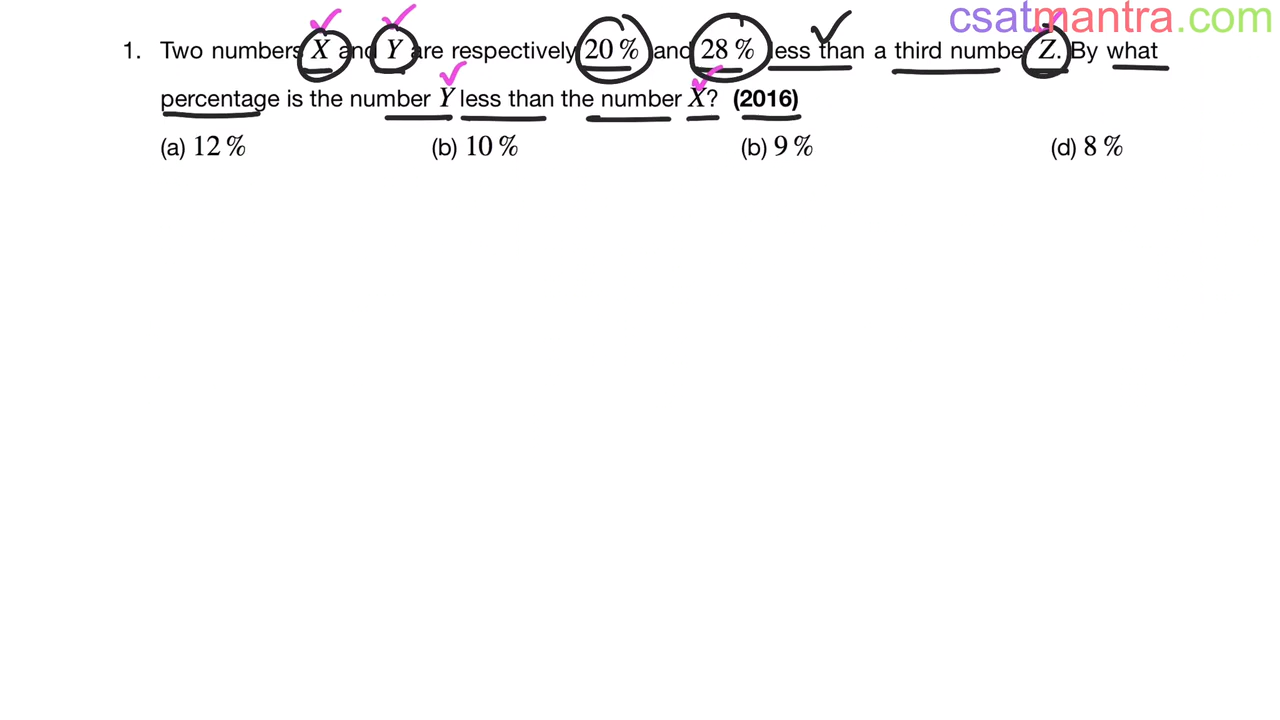 csatmantra.com
1. Two numbers X and Y are respectively 20 % and 28 % less than a third number Z. By what
percentage is the number Y less than the number X? (2016)
(a) 12 % (b) 10 % (b) 9 % (d) 8 %